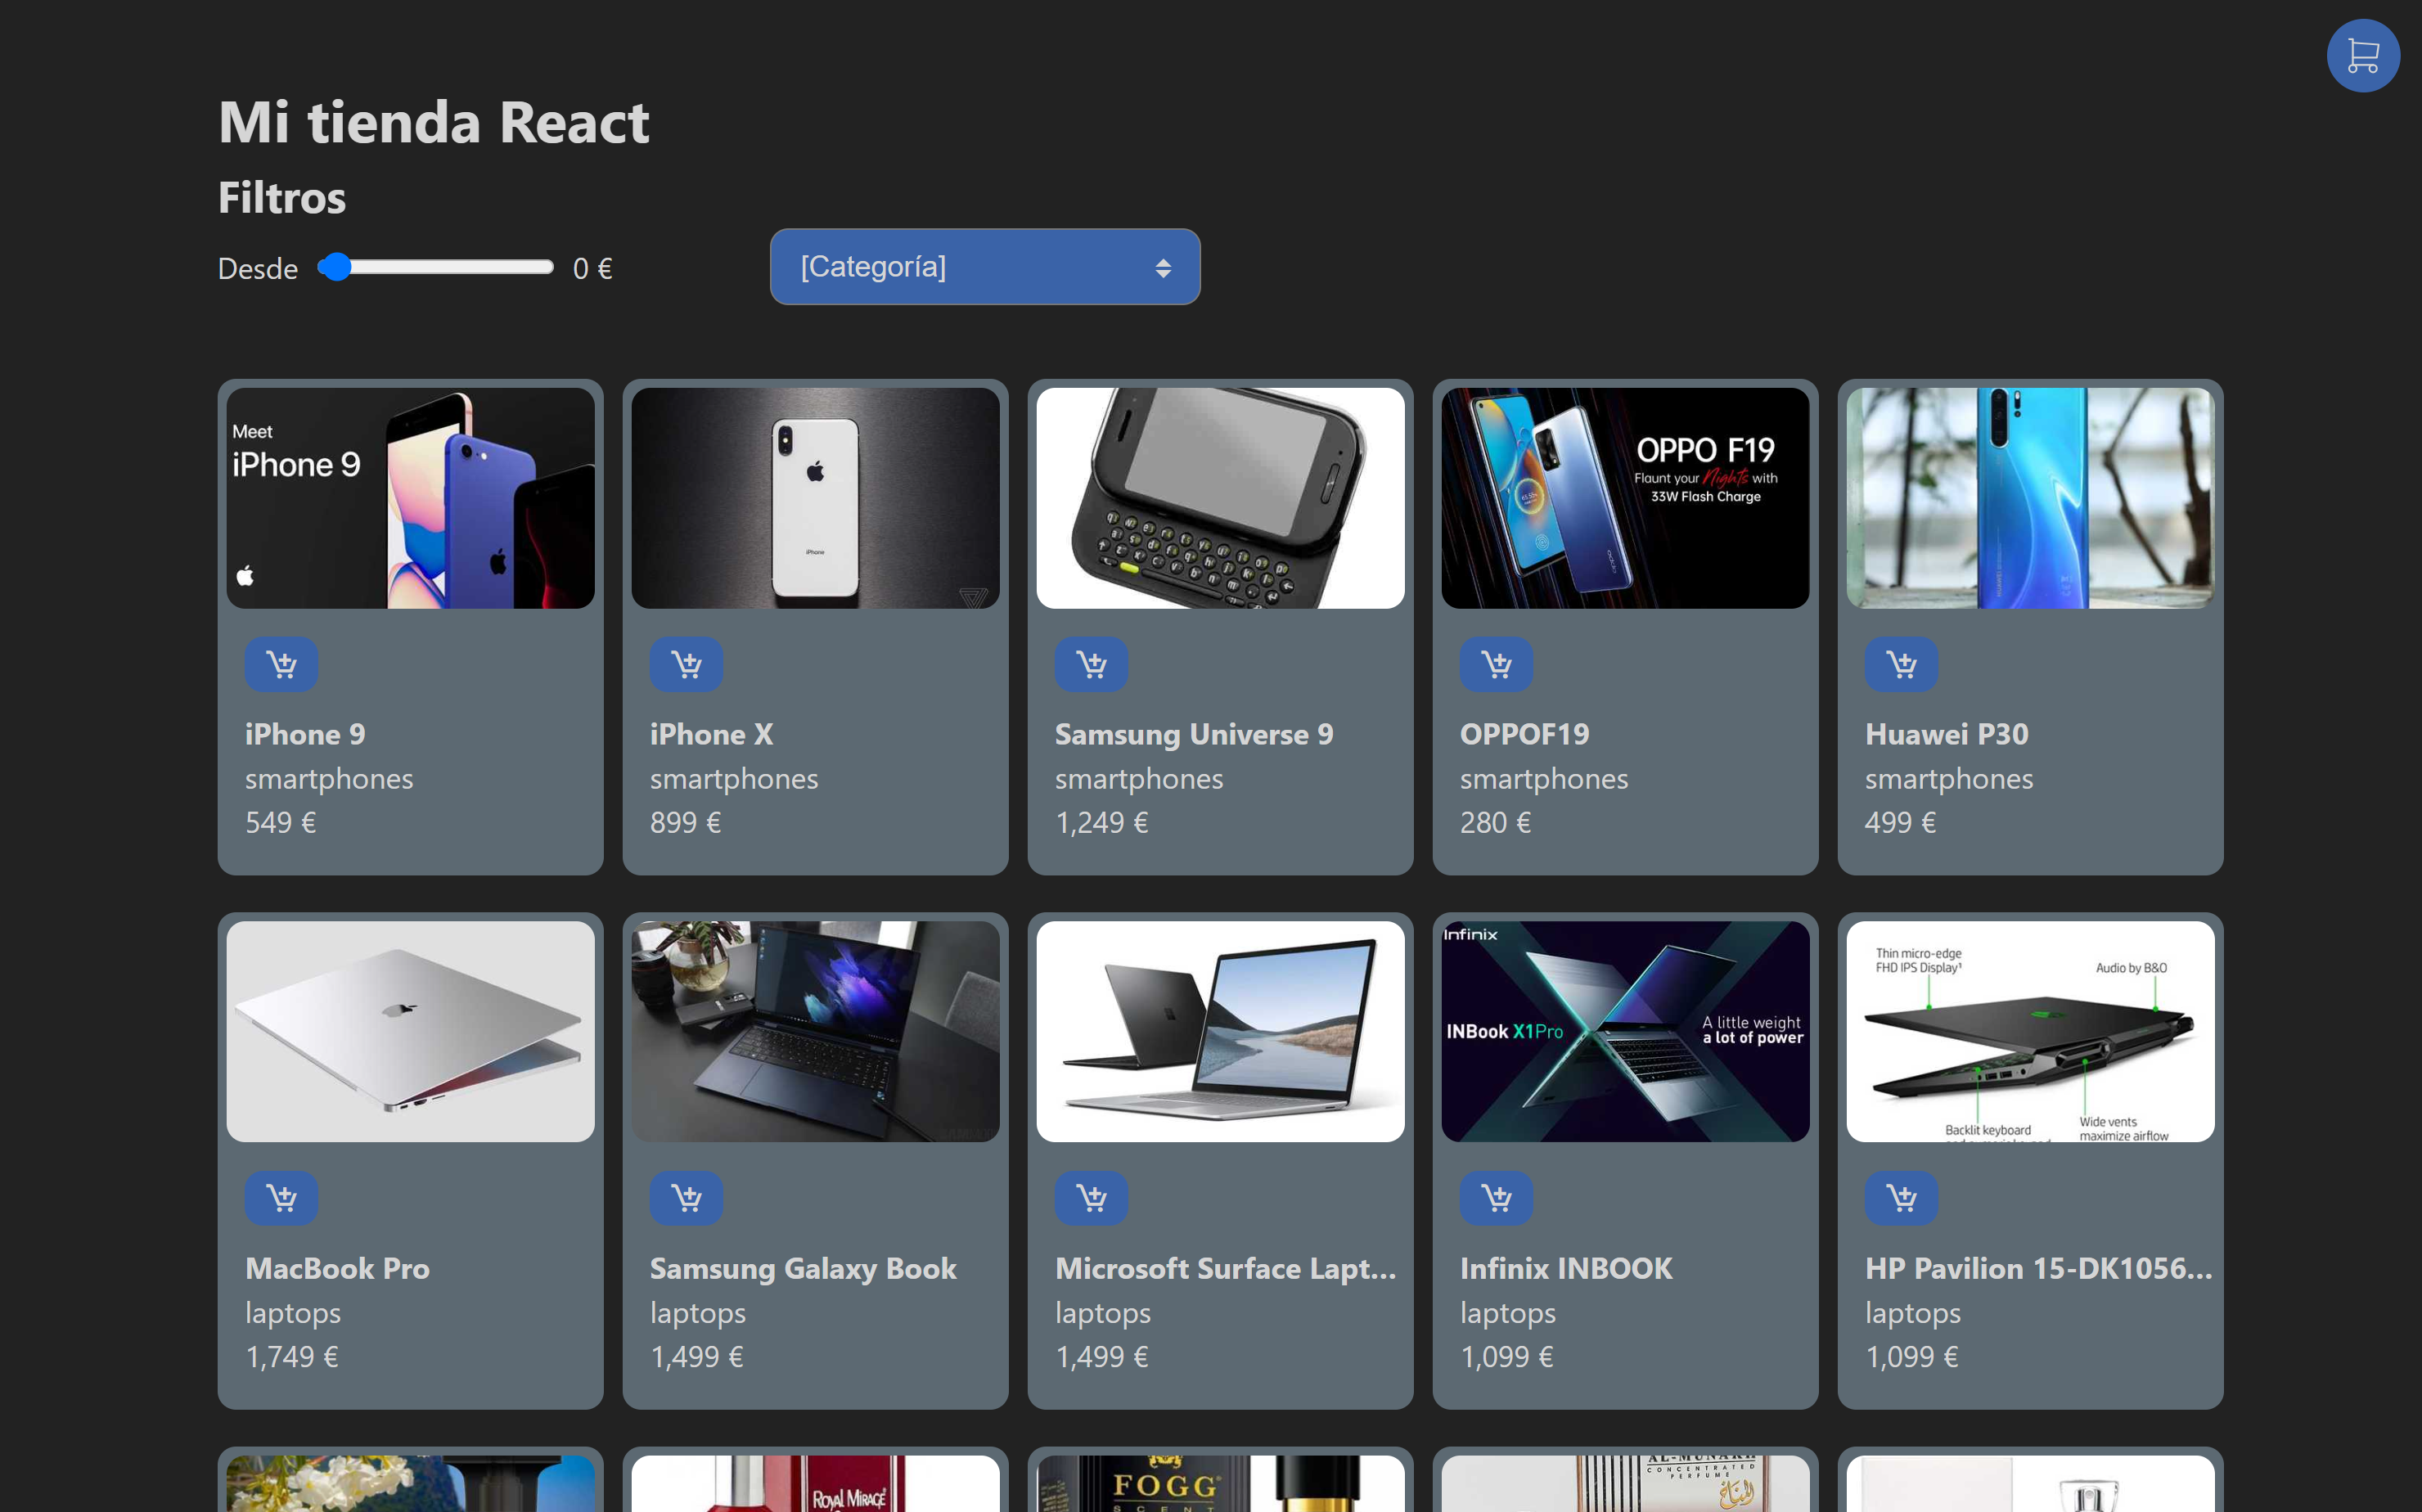 Mi tienda React
Filtros
Desde 0 €
[Categoría]
Meet
iPhone 9
iPhone
OPPO F19
Flaunt your Nights with
33W Flash Charge
iPhone 9
smartphones
549 €
iPhone X
smartphones
899 €
Samsung Universe 9
smartphones
1,249 €
OPPOF19
smartphones
280 €
Huawei P30
smartphones
499 €
Infinix
INBook X1Pro
A little weight
a lot of power
Thin micro-edge
FHD IPS Display¹
Audio by B&O
Backlit keyboard
Wide vents
maximize airflow
MacBook Pro
laptops
1,749 €
Samsung Galaxy Book
laptops
1,499 €
Microsoft Surface Lapt...
laptops
1,499 €
Infinix INBOOK
laptops
1,099 €
HP Pavilion 15-DK1056...
laptops
1,099 €
Royal Mirage
FOGG
SCENT
AL-MUNAKH
CONCENTRATED
PERFUME